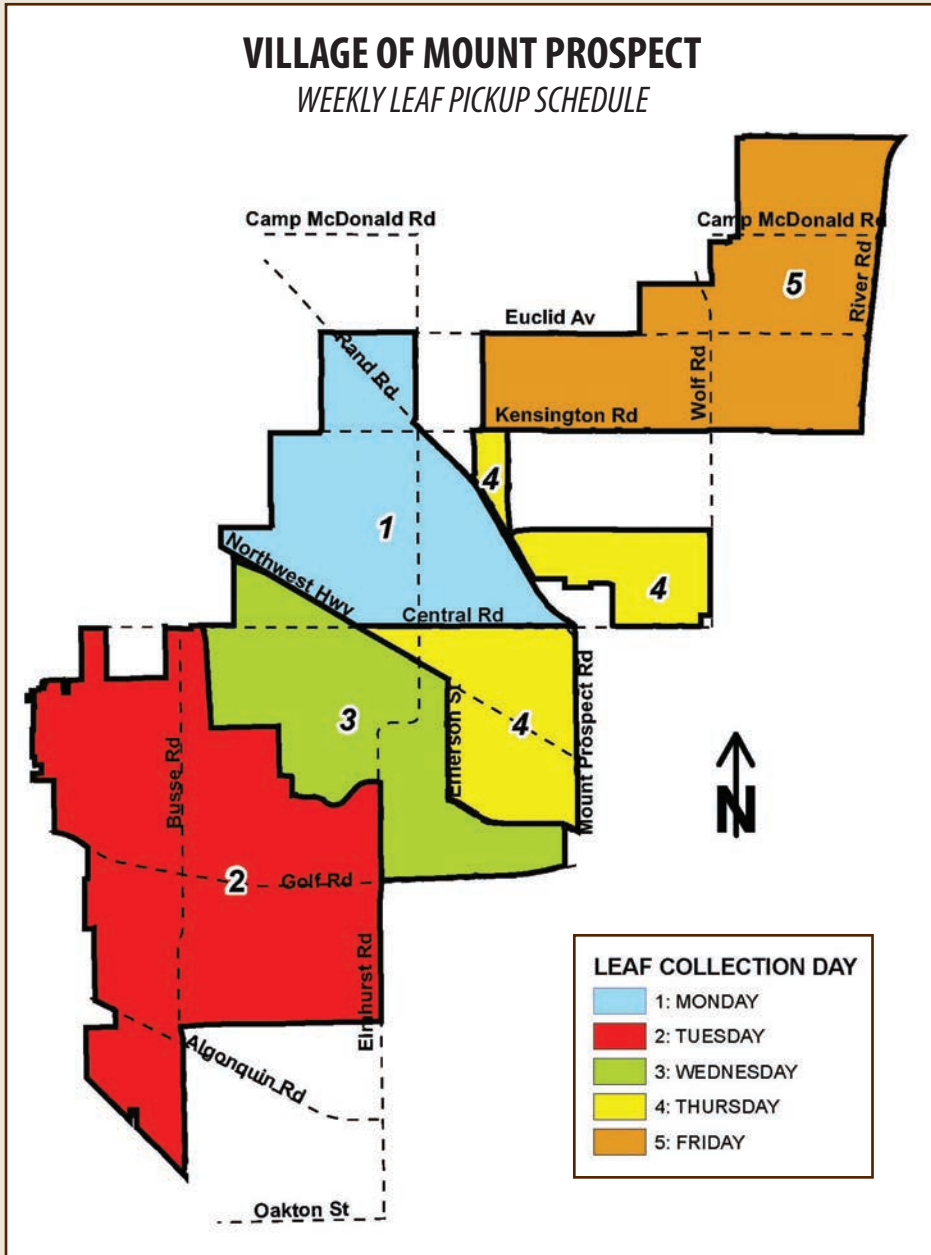 VILLAGE OF MOUNT PROSPECT
WEEKLY LEAF PICKUP SCHEDULE
Camp McDonald Rd
Camp McDonald Rd
5
River Rd
Euclid Av
Rand Rd
Wolf Rd
Kensington Rd
4
1
Northwest Hwy
4
Central Rd
3
4
Emerson St
Mount Prospect Rd
Busse Rd
N
2
Golf Rd
Elmhurst Rd
Algonquin Rd
Oakton St
LEAF COLLECTION DAY
1: MONDAY
2: TUESDAY
3: WEDNESDAY
4: THURSDAY
5: FRIDAY